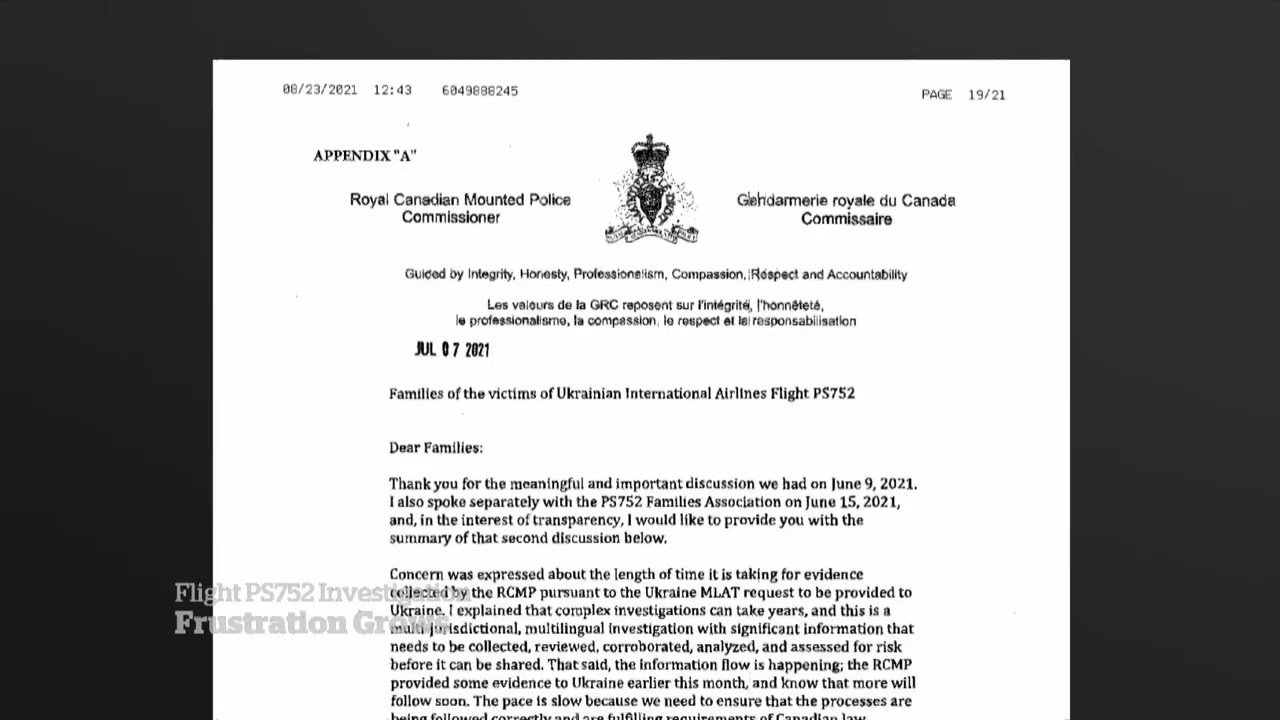 08/23/2021 12:43 6049888245 PAGE 19/21
APPENDIX "A"
Royal Canadian Mounted Police
Commissioner
Gendarmerie royale du Canada
Commissaire
Guided by Integrity, Honesty, Professionalism, Compassion, Respect and Accountability
Les valeurs de la GRC reposent sur l'intégrité, l'honnêteté,
le professionalisme, la compassion, le respect et la responsabilisation
JUL 07 2021
Families of the victims of Ukrainian International Airlines Flight PS752
Dear Families:
Thank you for the meaningful and important discussion we had on June 9, 2021.
I also spoke separately with the PS752 Families Association on June 15, 2021,
and, in the interest of transparency, I would like to provide you with the
summary of that second discussion below.
Concern was expressed about the length of time it is taking for evidence
collected by the RCMP pursuant to the Ukraine MLAT request to be provided to
Ukraine. I explained that complex investigations can take years, and this is a
multi-jurisdictional, multilingual investigation with significant information that
needs to be collected, reviewed, corroborated, analyzed, and assessed for risk
before it can be shared. That said, the information flow is happening; the RCMP
provided some evidence to Ukraine earlier this month, and know that more will
follow soon. The pace is slow because we need to ensure that the processes are
being followed correctly and are fulfilling requirements of Canadian law.
Flight PS752 Investigation
Frustration Grows